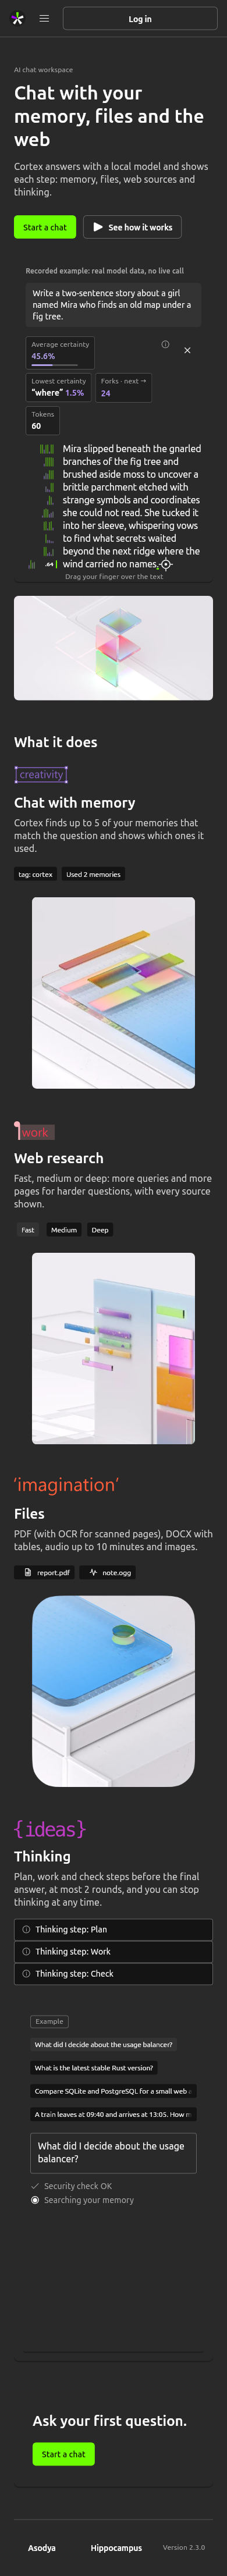 Log in
AI chat workspace
Chat with your
memory, files and the
web
Cortex answers with a local model and shows
each step: memory, files, web sources and
thinking.
Start a chat
See how it works
Recorded example: real model data, no live call
Write a two-sentence story about a girl
named Mira who finds an old map under a
fig tree.
Average certainty
45.6%
Lowest certainty
"where" 1.5%
Forks · next →
24
Tokens
60
Mira slipped beneath the gnarled
branches of the fig tree and
brushed aside moss to uncover a
brittle parchment etched with
strange symbols and coordinates
she could not read. She tucked it
into her sleeve, whispering vows
to find what secrets waited
beyond the next ridge where the
.64 wind carried no names.
Drag your finger over the text
What it does
creativity
Chat with memory
Cortex finds up to 5 of your memories that
match the question and shows which ones it
used.
tag: cortex
Used 2 memories
work
Web research
Fast, medium or deep: more queries and more
pages for harder questions, with every source
shown.
Fast
Medium
Deep
'imagination'
Files
PDF (with OCR for scanned pages), DOCX with
tables, audio up to 10 minutes and images.
report.pdf
note.ogg
{ideas}
Thinking
Plan, work and check steps before the final
answer, at most 2 rounds, and you can stop
thinking at any time.
Thinking step: Plan
Thinking step: Work
Thinking step: Check
Example
What did I decide about the usage balancer?
What is the latest stable Rust version?
Compare SQLite and PostgreSQL for a small web
A train leaves at 09:40 and arrives at 13:05. How
What did I decide about the usage
balancer?
Security check OK
Searching your memory
Ask your first question.
Start a chat
Asodya
Hippocampus
Version 2.3.0